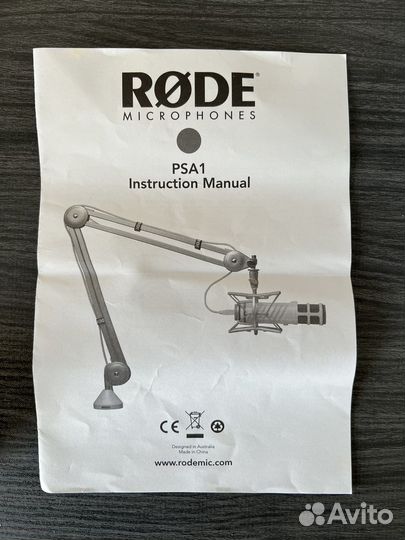 RØDE®
MICROPHONES
PSA1
Instruction Manual
CE
Designed in Australia
Made in China
www.rodemic.com
Avito